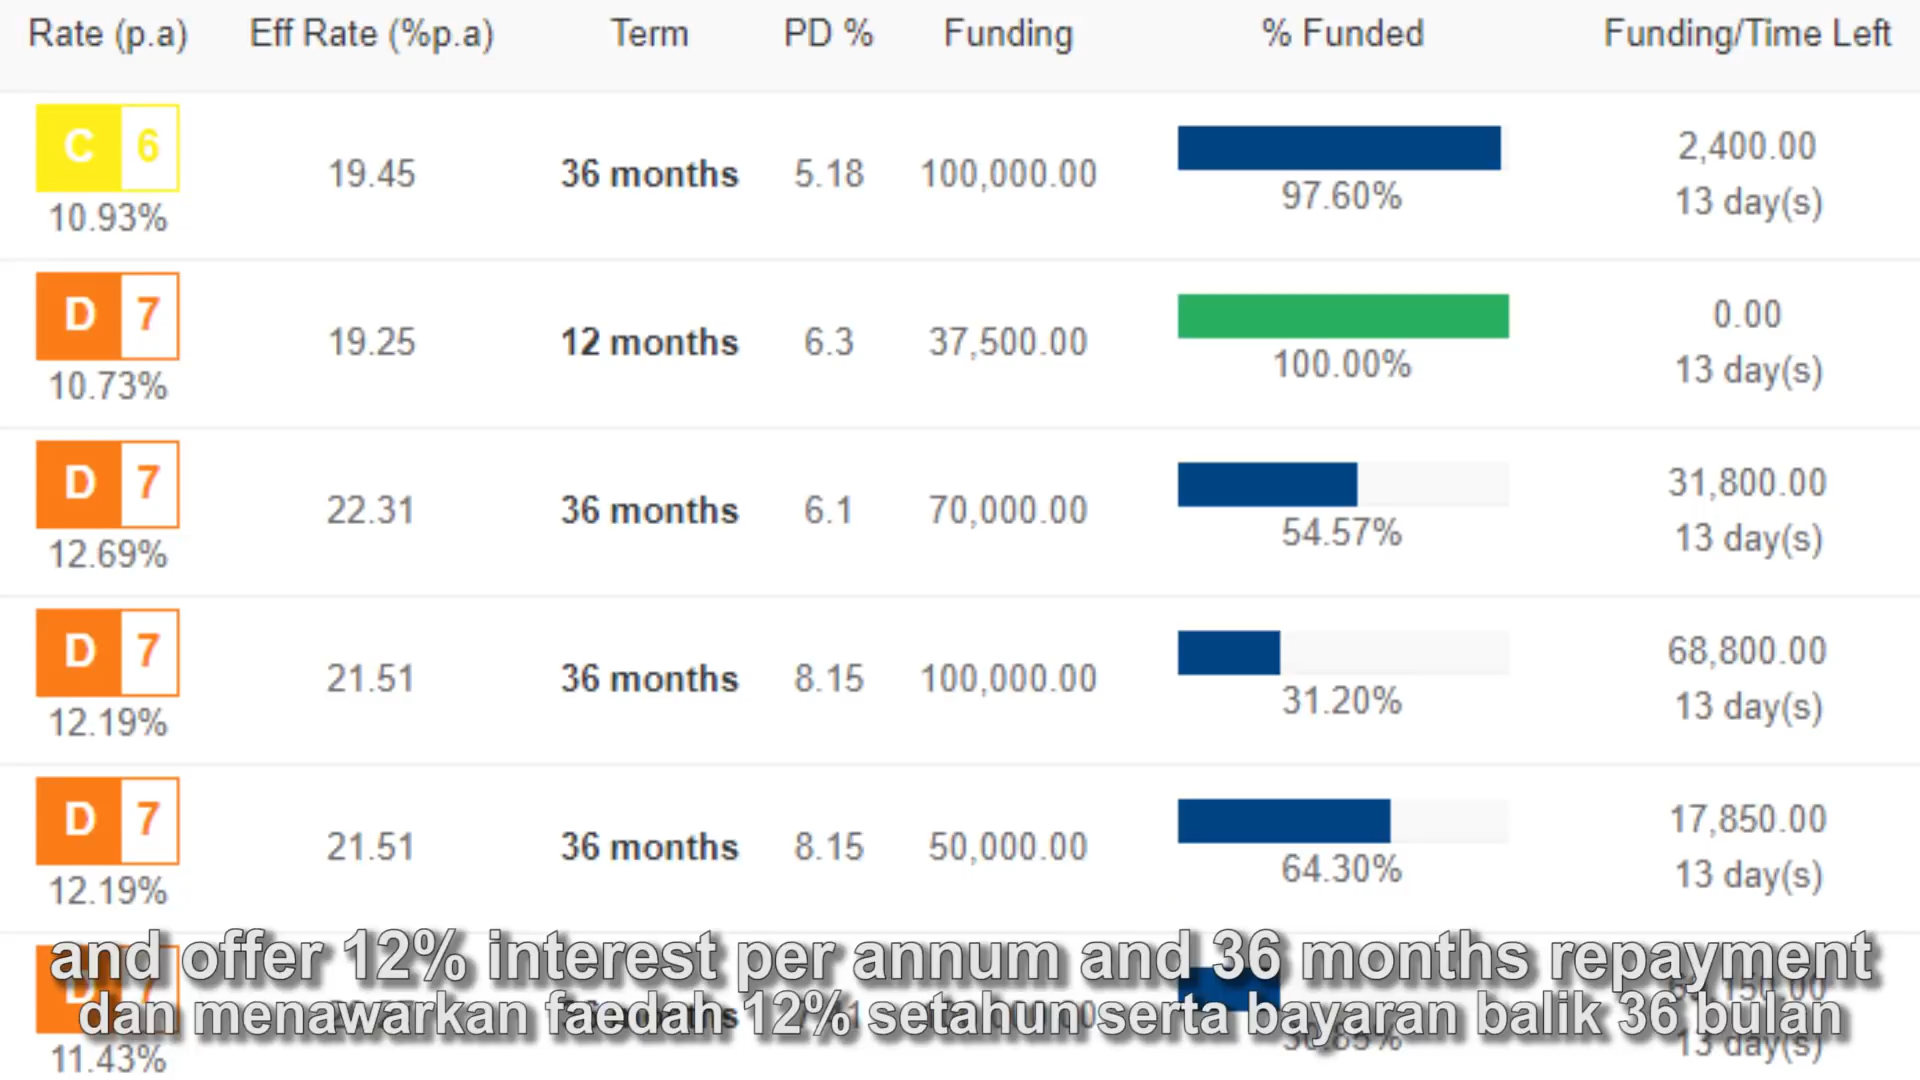 Rate (p.a) Eff Rate (%p.a) Term PD % Funding % Funded Funding/Time Left
C 6 2,400.00
19.45 36 months 5.18 100,000.00
10.93% 97.60% 13 day(s)
D 7 0.00
19.25 12 months 6.3 37,500.00
10.73% 100.00% 13 day(s)
D 7 31,800.00
22.31 36 months 6.1 70,000.00
12.69% 54.57% 13 day(s)
D 7 68,800.00
21.51 36 months 8.15 100,000.00
12.19% 31.20% 13 day(s)
D 7 17,850.00
21.51 36 months 8.15 50,000.00
12.19% 64.30% 13 day(s)
and offer 12% interest per annum and 36 months repayment
dan menawarkan faedah 12% setahun serta bayaran balik 36 bulan
D 7
11.43% 13 day(s)